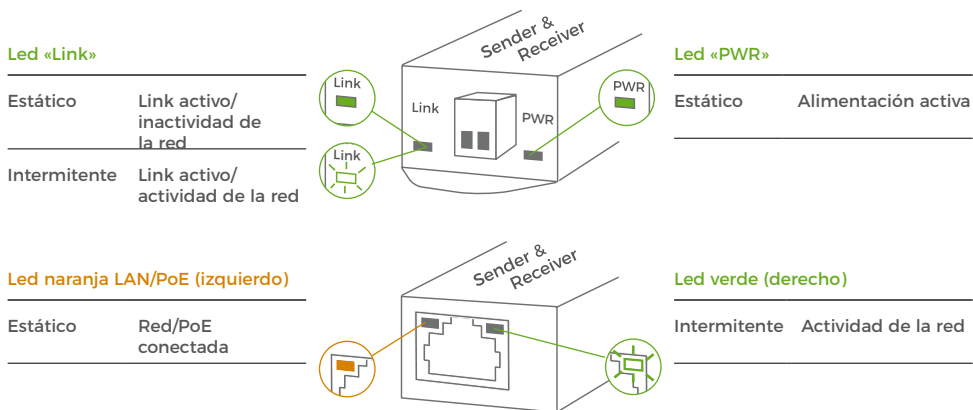 Led «Link»
Estático Link activo/
inactividad de
la red
Intermitente Link activo/
actividad de la red
Sender &
Receiver
Link
Link
PWR
PWR
Link
Led «PWR»
Estático Alimentación activa
Led naranja LAN/PoE (izquierdo)
Estático Red/PoE
conectada
Sender &
Receiver
Led verde (derecho)
Intermitente Actividad de la red